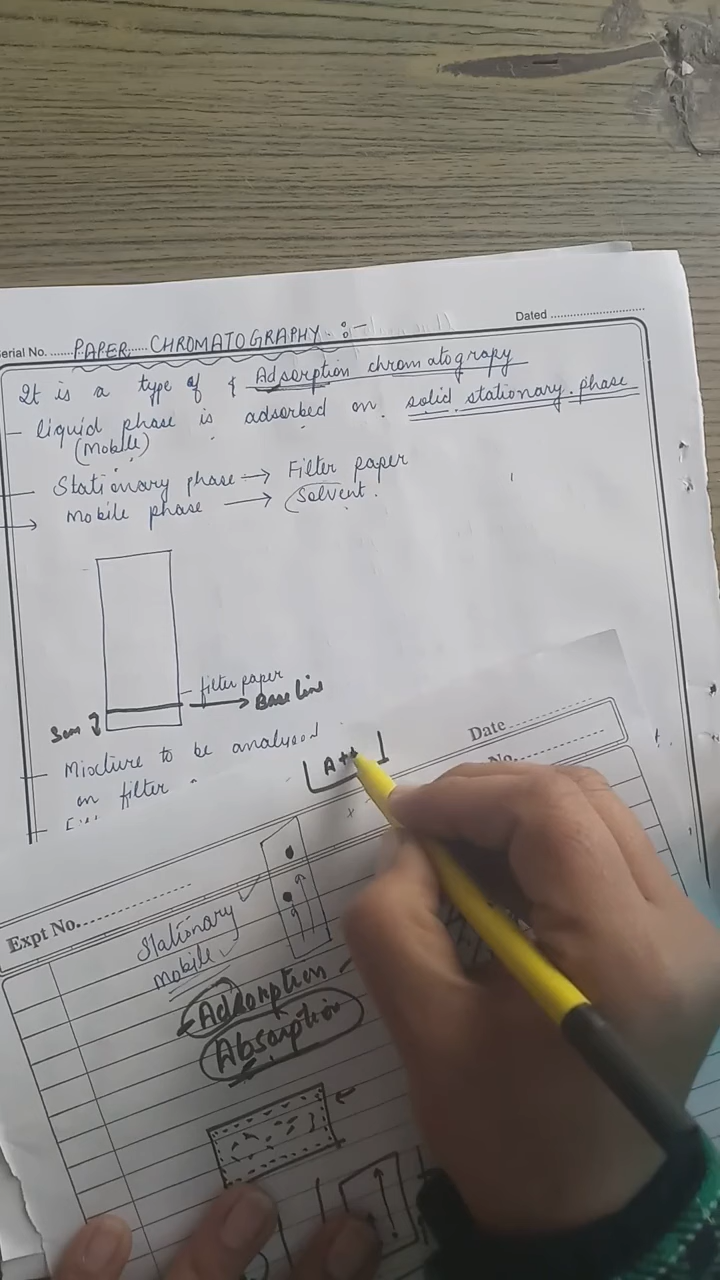 Serial No. ....... PAPER CHROMATOGRAPHY :-
Dated
It is a type of { Adsorption chromatograpy
- liquid phase is adsorbed on solid stationary phase
(Mobile)
- Stationary phase → Filter paper
→ Mobile phase → Solvent.
filter paper
Base line
- Mixture to be analysed
on filter
A++
Date
No.
Expt No.
Stationary
mobile
Adsorption
Absorption